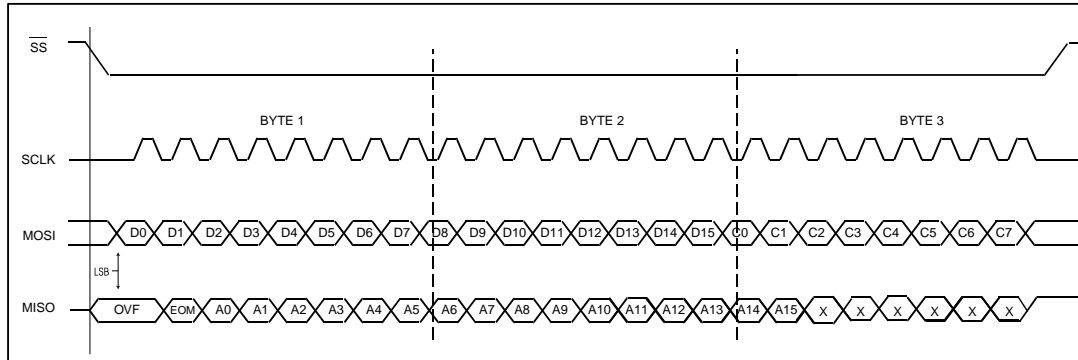 SS
BYTE 1 BYTE 2 BYTE 3
SCLK
MOSI D0 D1 D2 D3 D4 D5 D6 D7 D8 D9 D10 D11 D12 D13 D14 D15 C0 C1 C2 C3 C4 C5 C6 C7
LSB
MISO OVF EOM A0 A1 A2 A3 A4 A5 A6 A7 A8 A9 A10 A11 A12 A13 A14 A15 X X X X X X